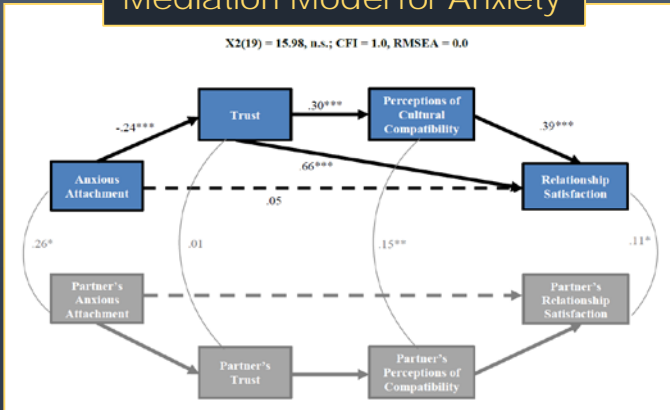 Mediation Model for Anxiety
X2(19) = 15.98, n.s.; CFI = 1.0, RMSEA = 0.0
Trust
.30***
Perceptions of
Cultural
Compatibility
-.24***
.39***
.66***
Anxious
Attachment
.05
Relationship
Satisfaction
.26*
.01
.15**
.11*
Partner's
Anxious
Attachment
Partner's
Relationship
Satisfaction
Partner's
Trust
Partner's
Perceptions of
Compatibility